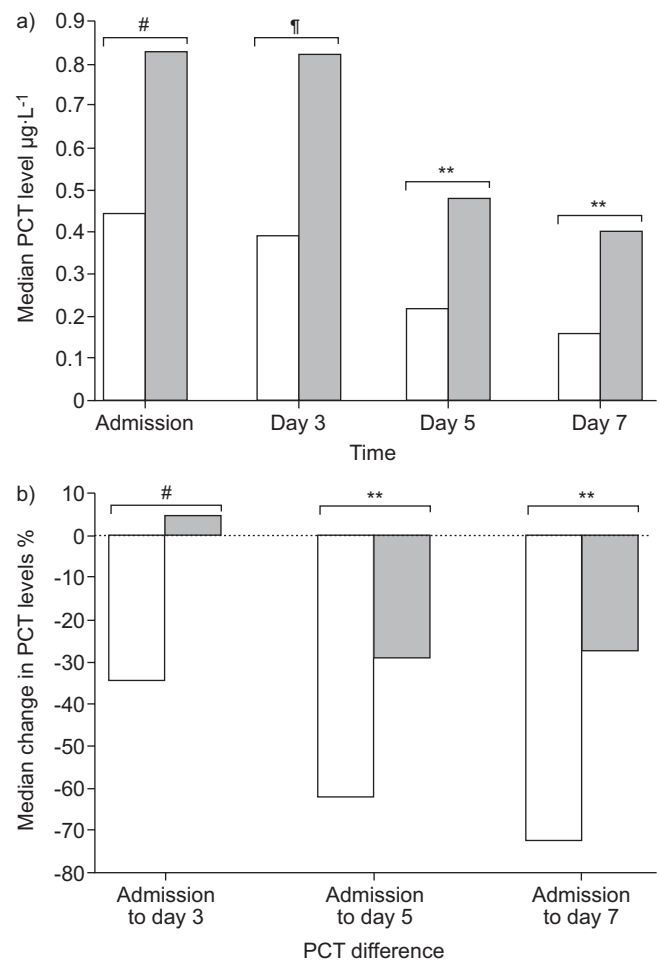 a)
0.9
0.8
0.7
0.6
0.5
0.4
0.3
0.2
0.1
0
Median PCT level µg·L⁻¹
#
¶
**
**
Admission Day 3 Day 5 Day 7
Time
b)
10
0
-10
-20
-30
-40
-50
-60
-70
-80
Median change in PCT levels %
#
**
**
Admission to day 3
Admission to day 5
Admission to day 7
PCT difference